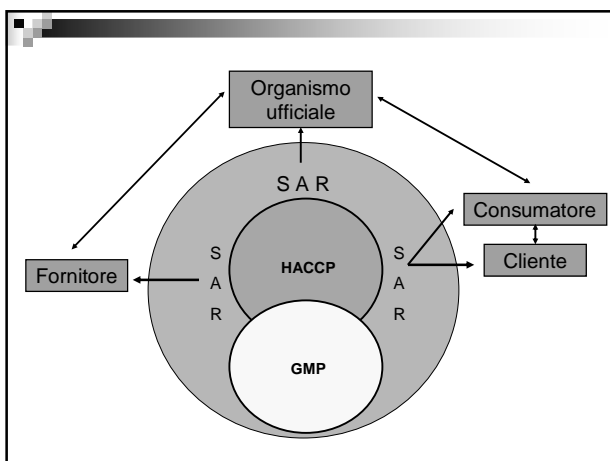 Organismo
ufficiale
S A R
Consumatore
Cliente
Fornitore
S
A
R
HACCP
S
A
R
GMP